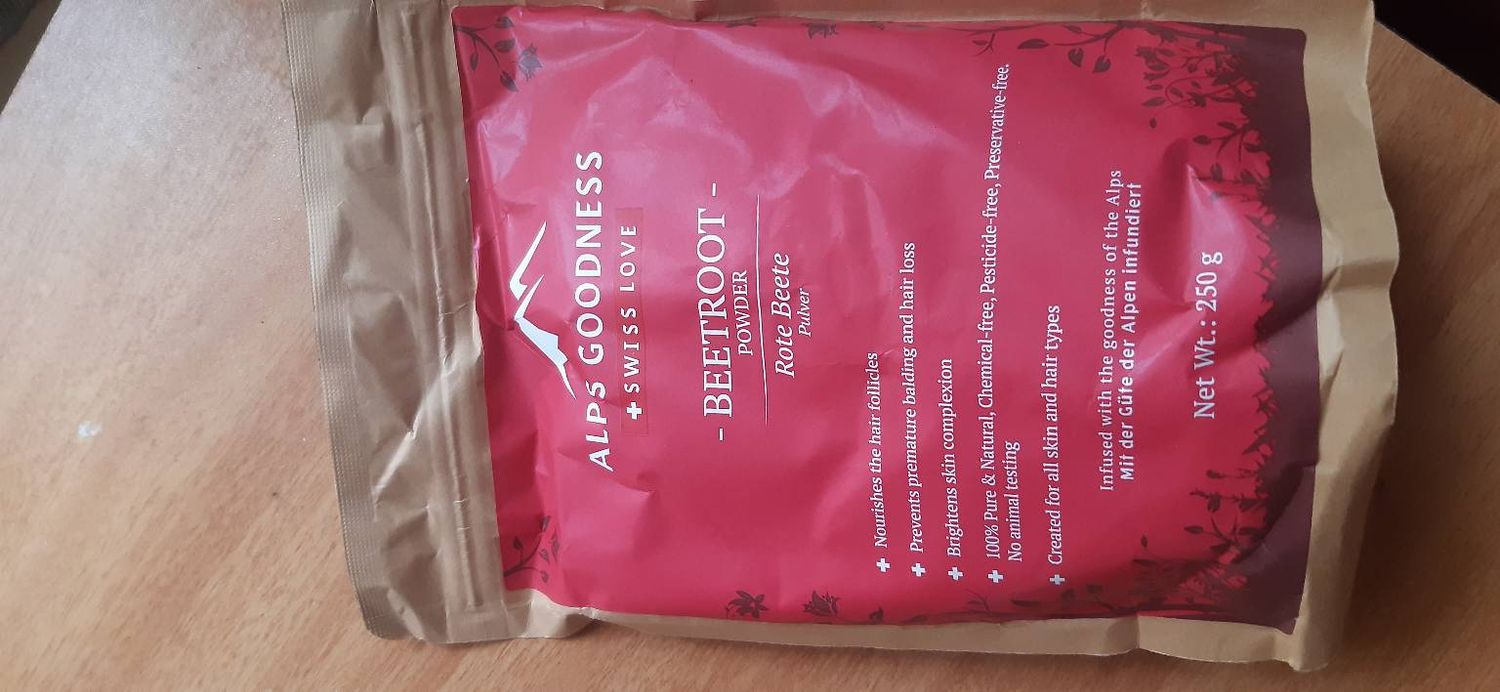 ALPS GOODNESS
SWISS LOVE
- BEETROOT -
POWDER
Rote Beete
Pulver
Nourishes the hair follicles
Prevents premature balding and hair loss
Brightens skin complexion
100% Pure & Natural, Chemical-free, Pesticide-free, Preservative-free.
No animal testing
Created for all skin and hair types
Infused with the goodness of the Alps
Mit der Güte der Alpen infundiert
Net Wt.: 250 g